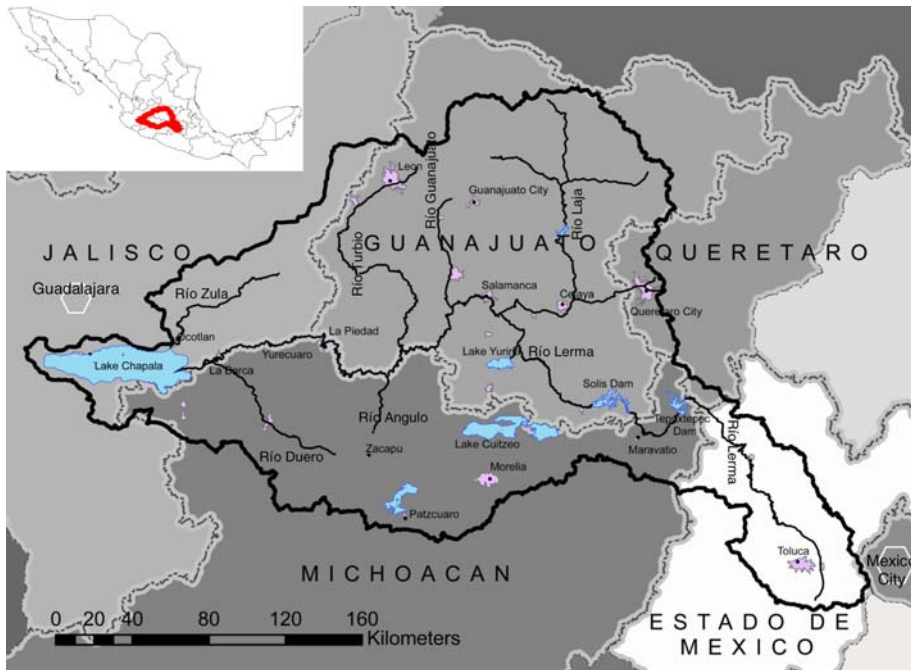 Leon
Río Guanajuato
Guanajuato City
Río Laja
Río Turbio
JALISCO
GUANAJUATO
QUERETARO
Guadalajara
Río Zula
Salamanca
Celaya
Queretaro City
Ocotlan
La Piedad
Lake Chapala
Yurecuaro
La Barca
Lake Yuriria
Río Lerma
Solis Dam
Tepuxtepec
Dam
Río Angulo
Lake Cuitzeo
Maravatio
Río Lerma
Río Duero
Zacapu
Morelia
Patzcuaro
Toluca
Mexico
City
MICHOACAN
ESTADO DE
MEXICO
0 20 40 80 120 160
Kilometers